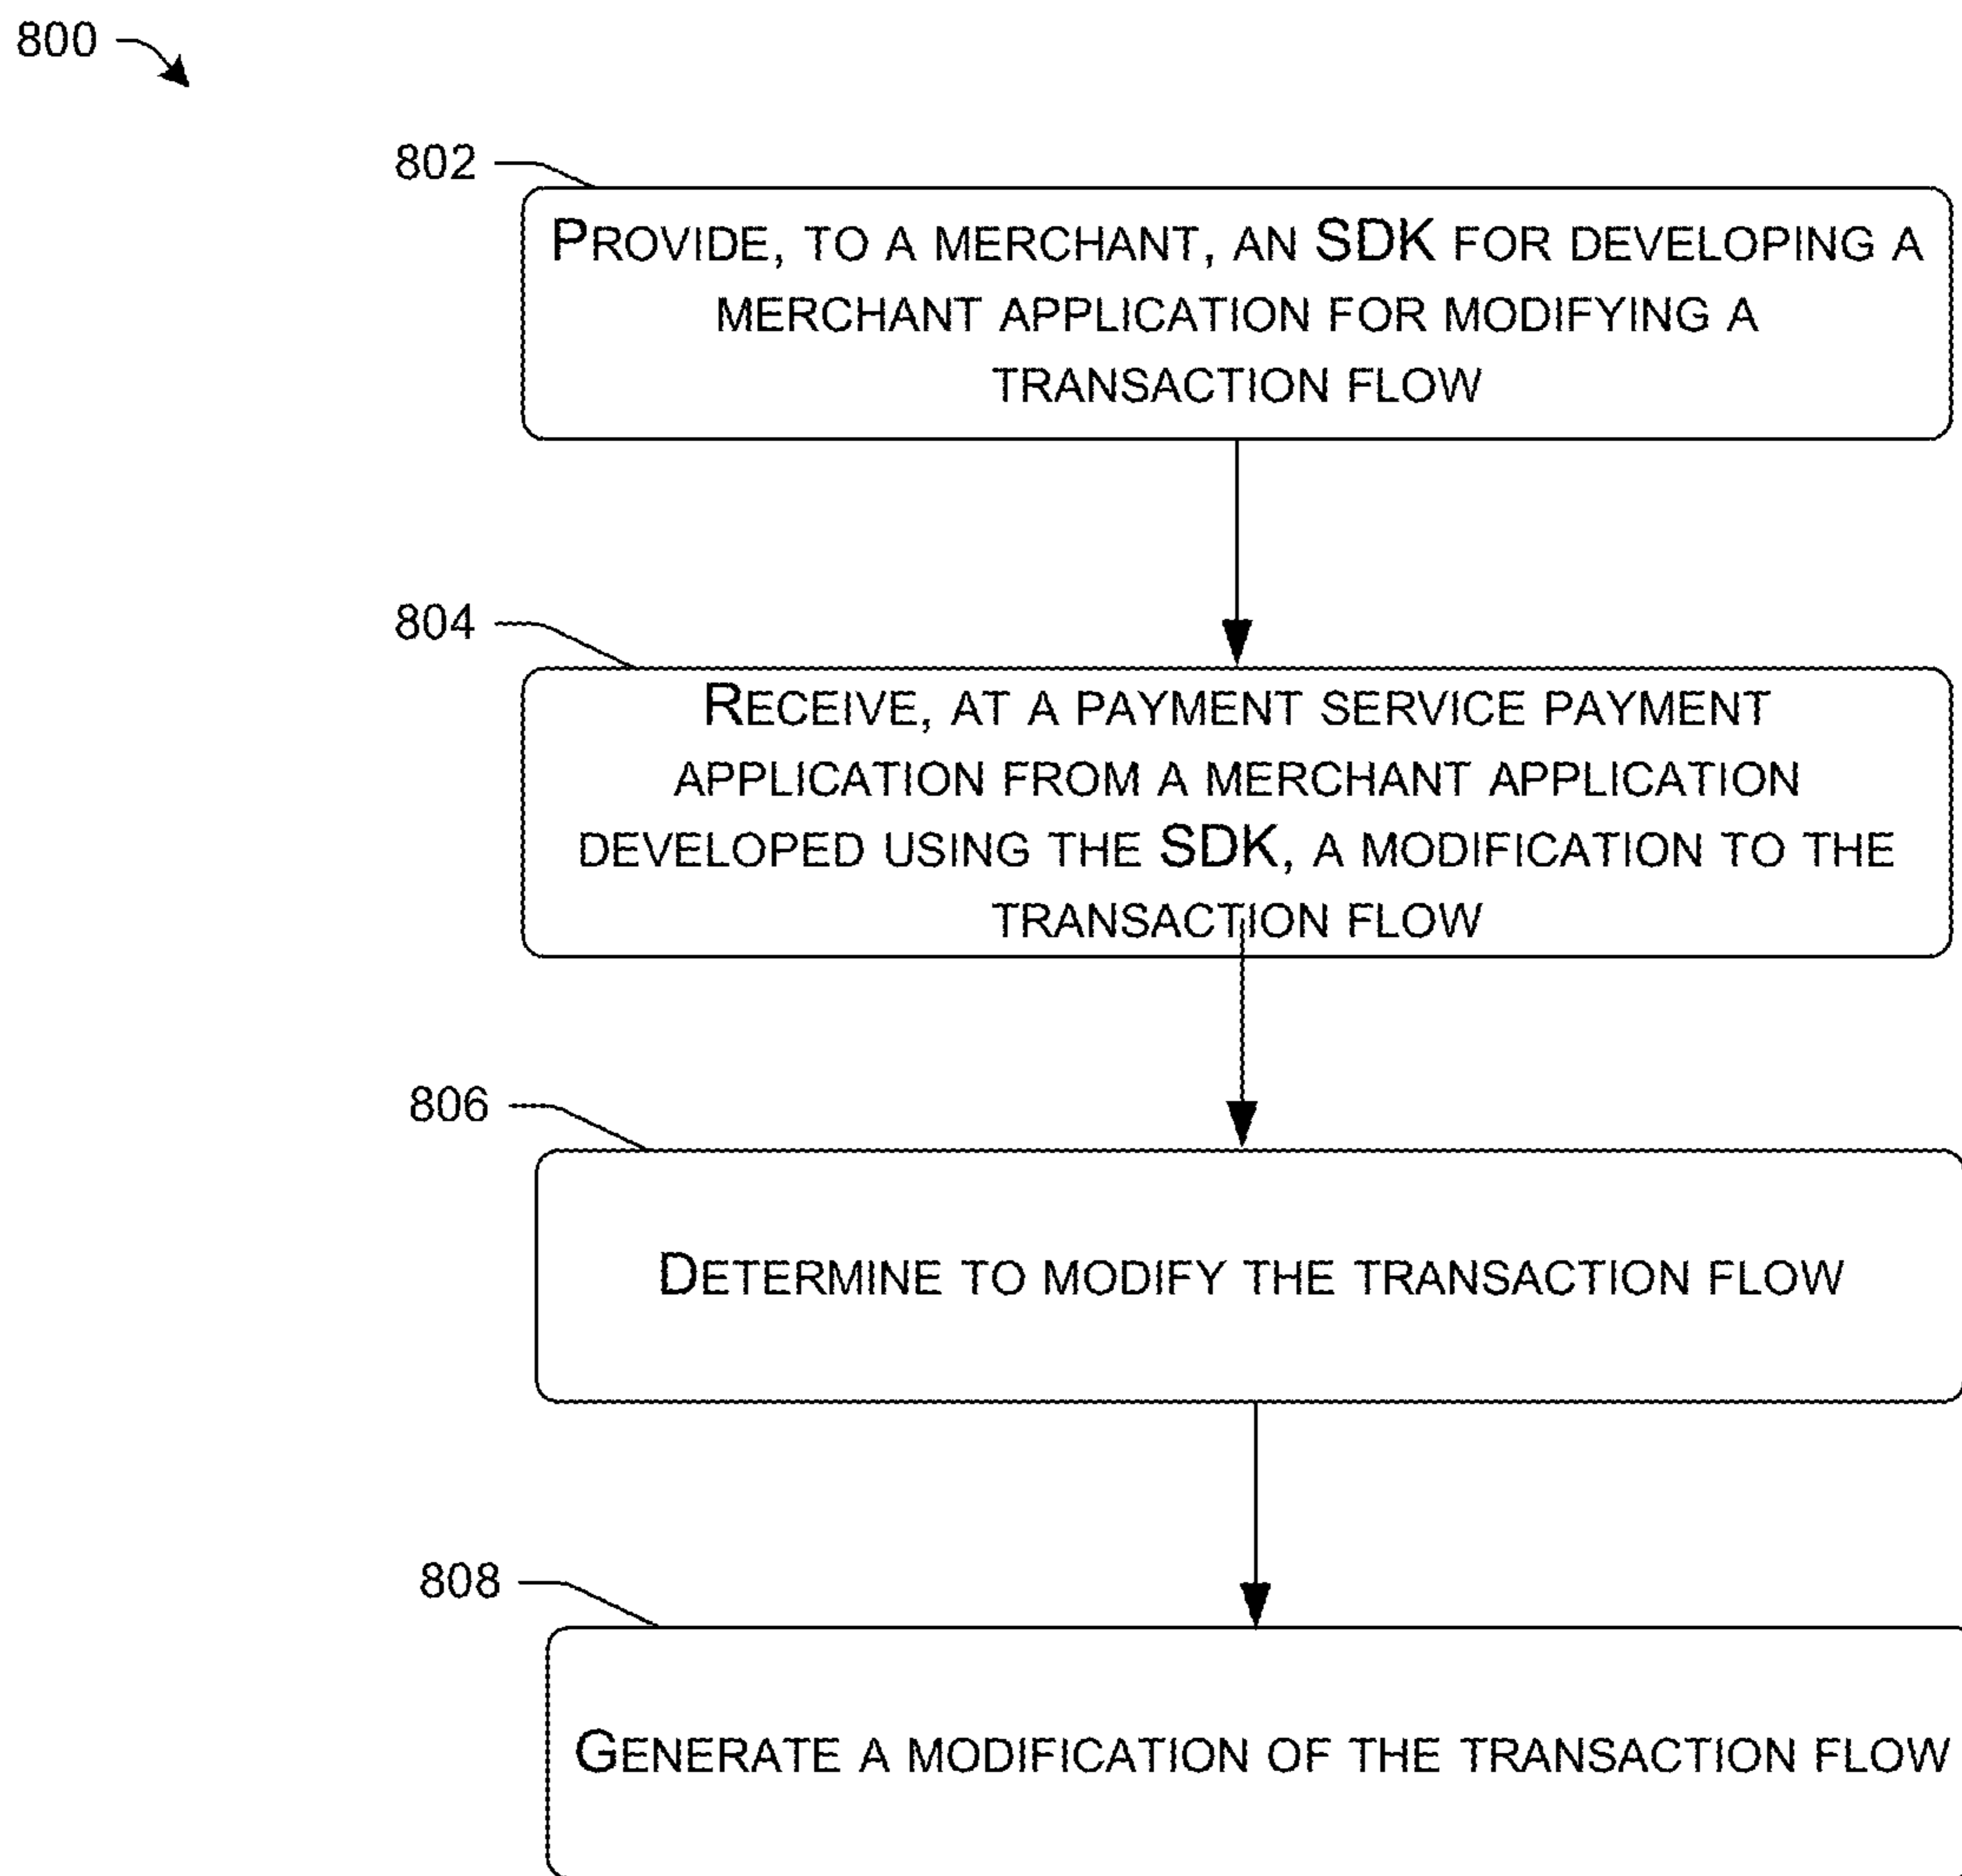 800
802
PROVIDE, TO A MERCHANT, AN SDK FOR DEVELOPING A
MERCHANT APPLICATION FOR MODIFYING A
TRANSACTION FLOW
804
RECEIVE, AT A PAYMENT SERVICE PAYMENT
APPLICATION FROM A MERCHANT APPLICATION
DEVELOPED USING THE SDK, A MODIFICATION TO THE
TRANSACTION FLOW
806
DETERMINE TO MODIFY THE TRANSACTION FLOW
808
GENERATE A MODIFICATION OF THE TRANSACTION FLOW